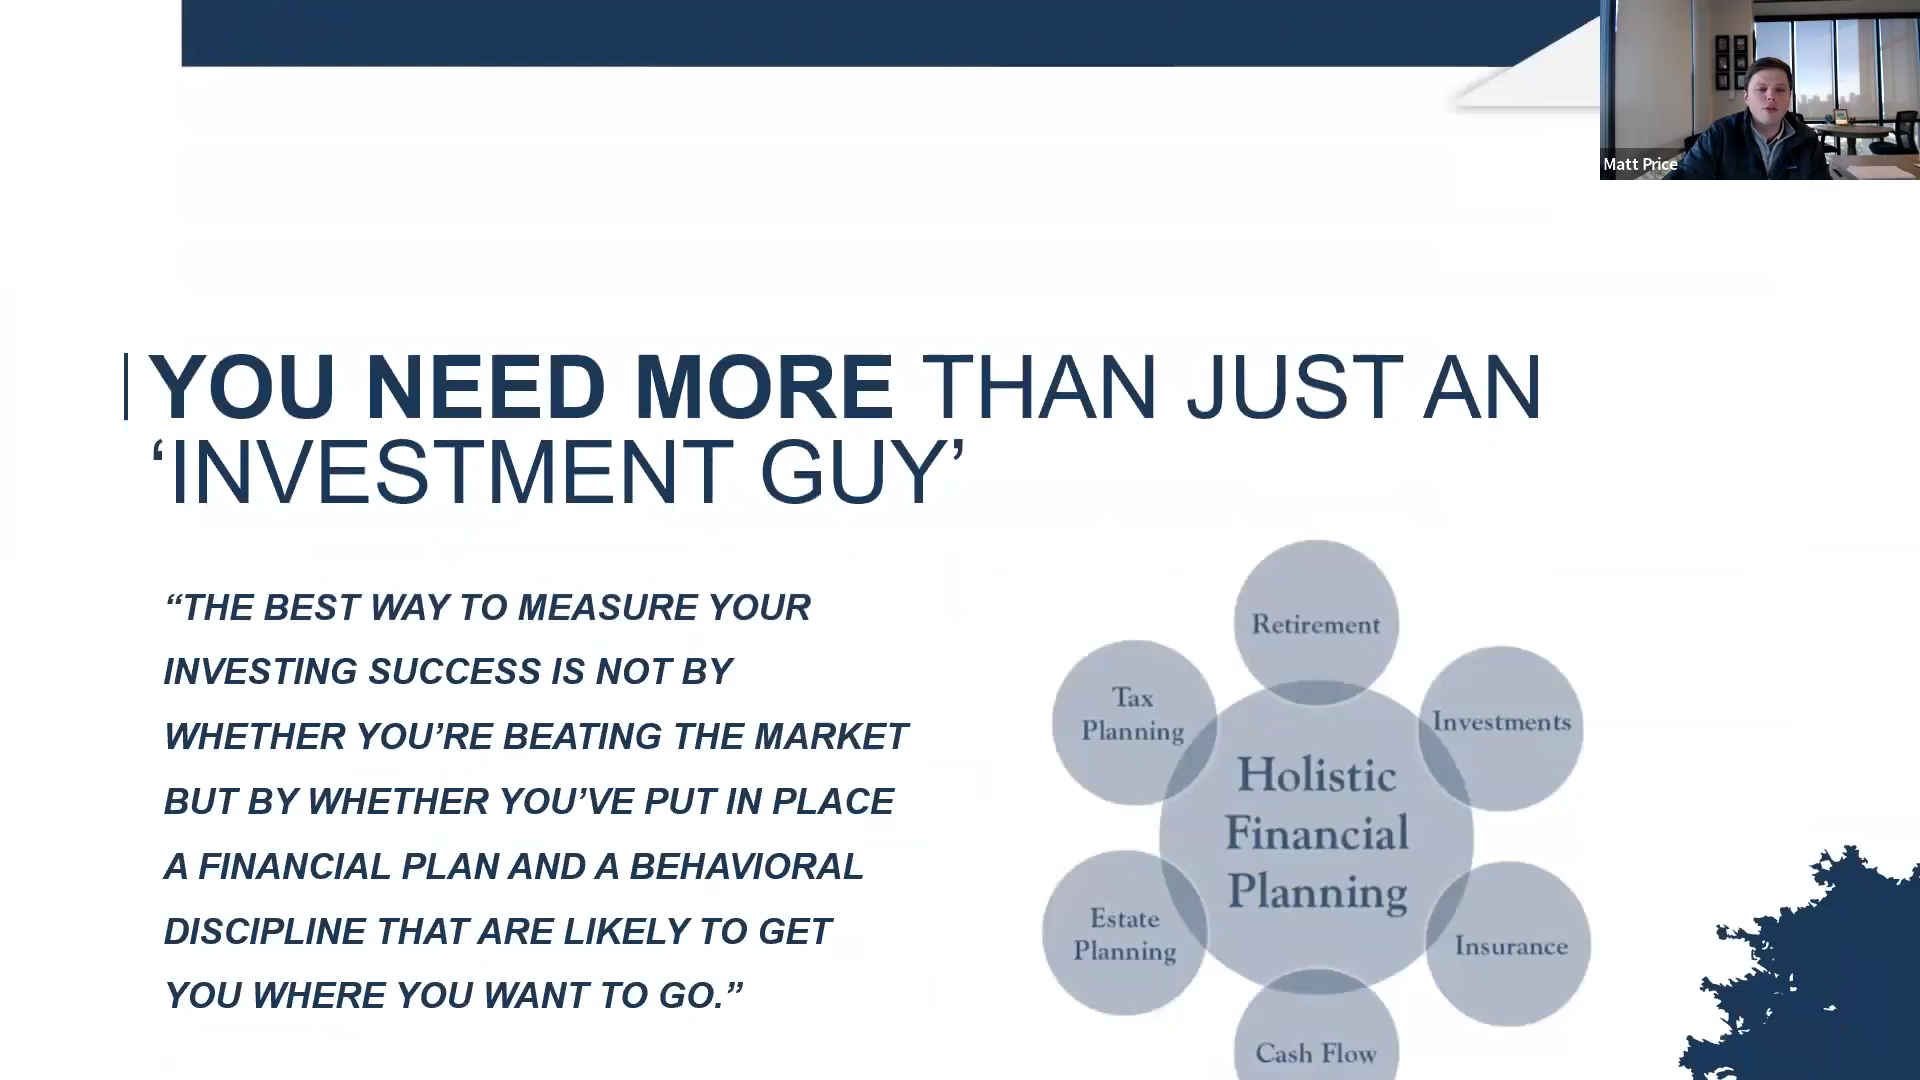 Matt Price
YOU NEED MORE THAN JUST AN
‘INVESTMENT GUY’
“THE BEST WAY TO MEASURE YOUR
INVESTING SUCCESS IS NOT BY
WHETHER YOU’RE BEATING THE MARKET
BUT BY WHETHER YOU’VE PUT IN PLACE
A FINANCIAL PLAN AND A BEHAVIORAL
DISCIPLINE THAT ARE LIKELY TO GET
YOU WHERE YOU WANT TO GO.”
Retirement
Tax
Planning
Investments
Holistic
Financial
Planning
Estate
Planning
Insurance
Cash Flow